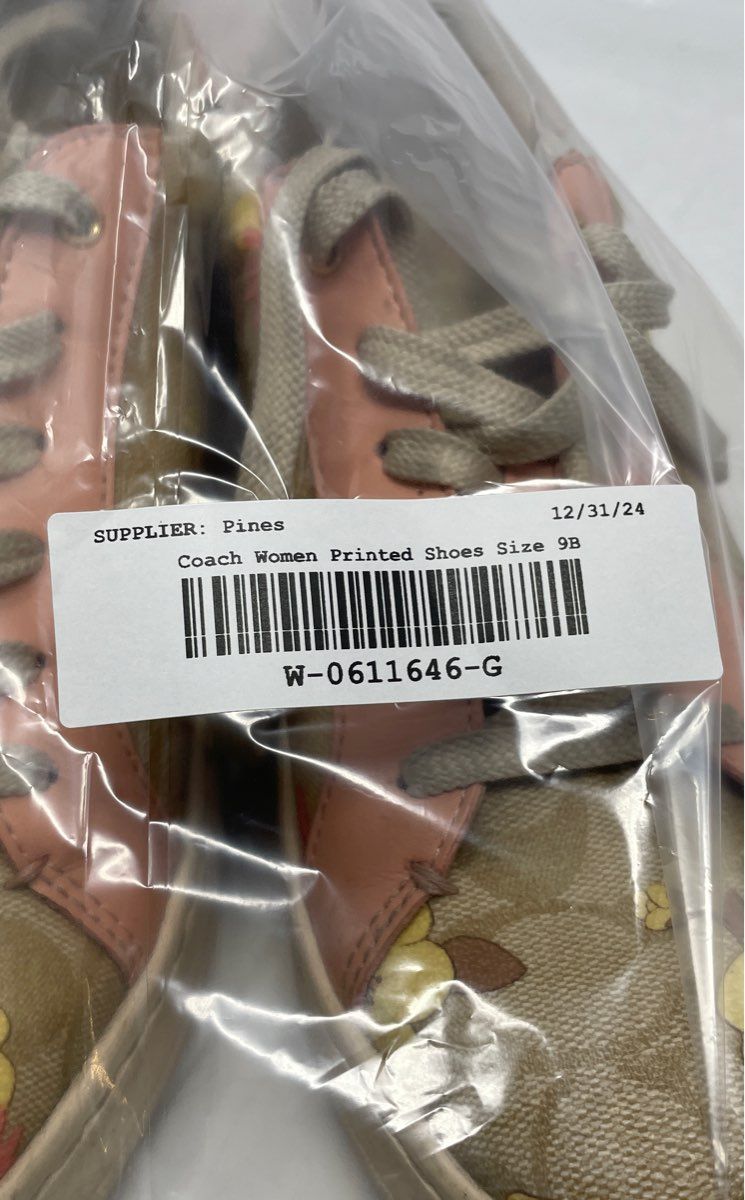 SUPPLIER: Pines 12/31/24
Coach Women Printed Shoes Size 9B
W-0611646-G